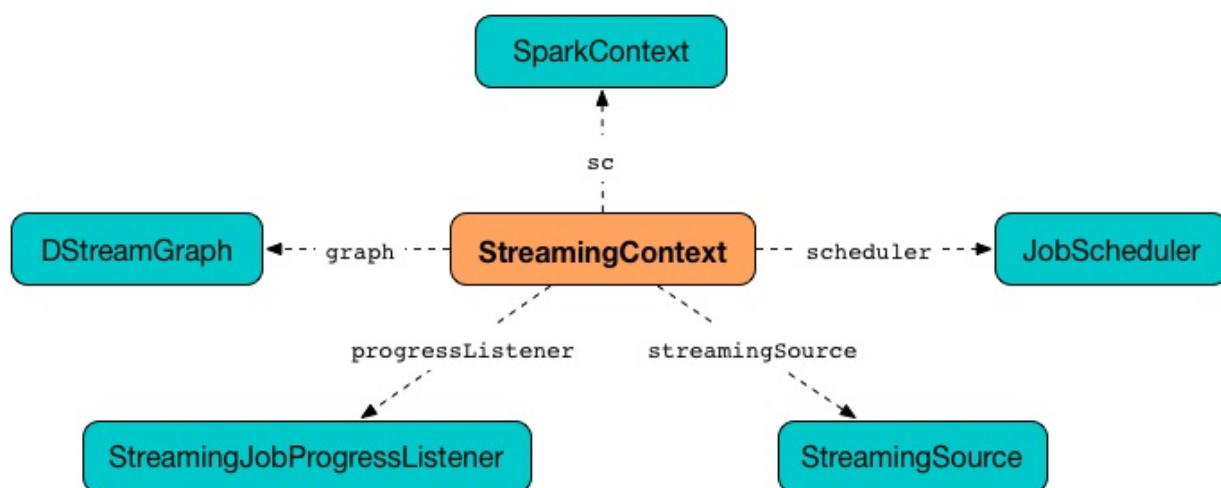 SparkContext
sc
DStreamGraph
graph
StreamingContext
scheduler
JobScheduler
progressListener
streamingSource
StreamingJobProgressListener
StreamingSource